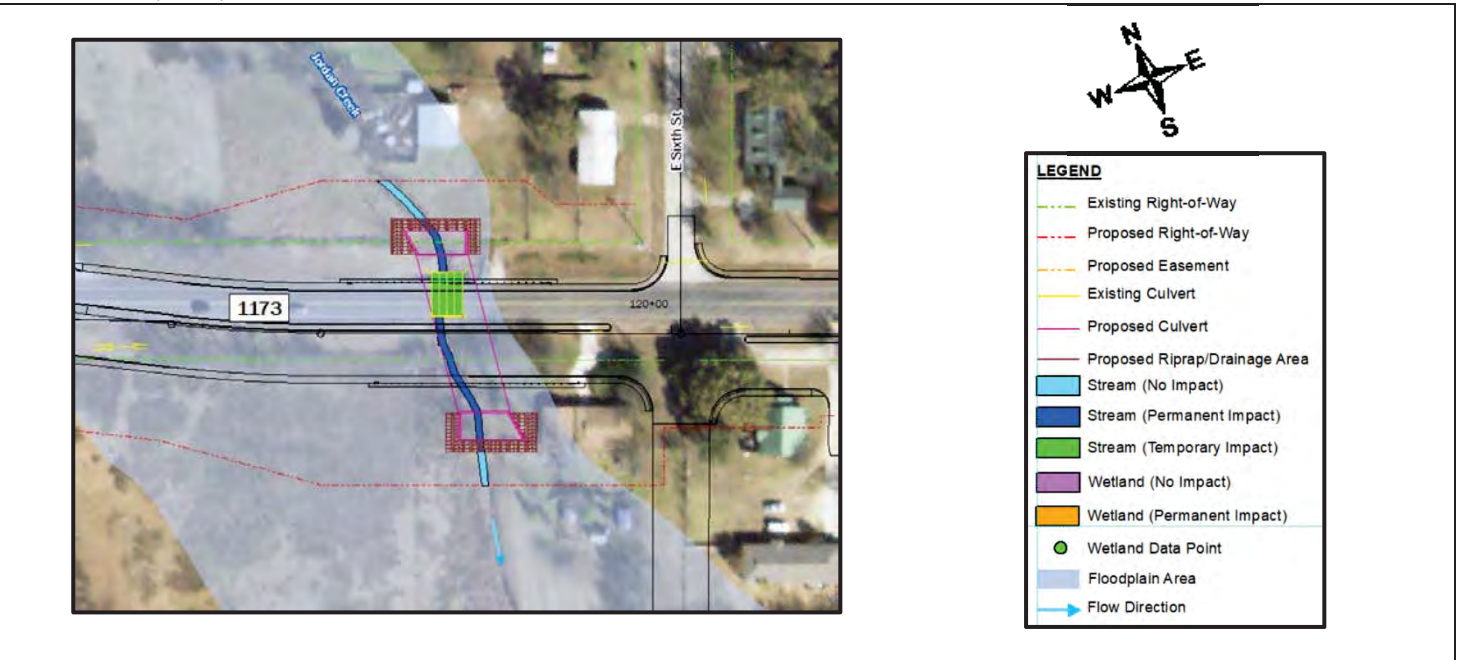 Jordan Creek
E Sixth St
1173
120+00
N
E
W
S
LEGEND
Existing Right-of-Way
Proposed Right-of-Way
Proposed Easement
Existing Culvert
Proposed Culvert
Proposed Riprap/Drainage Area
Stream (No Impact)
Stream (Permanent Impact)
Stream (Temporary Impact)
Wetland (No Impact)
Wetland (Permanent Impact)
Wetland Data Point
Floodplain Area
Flow Direction